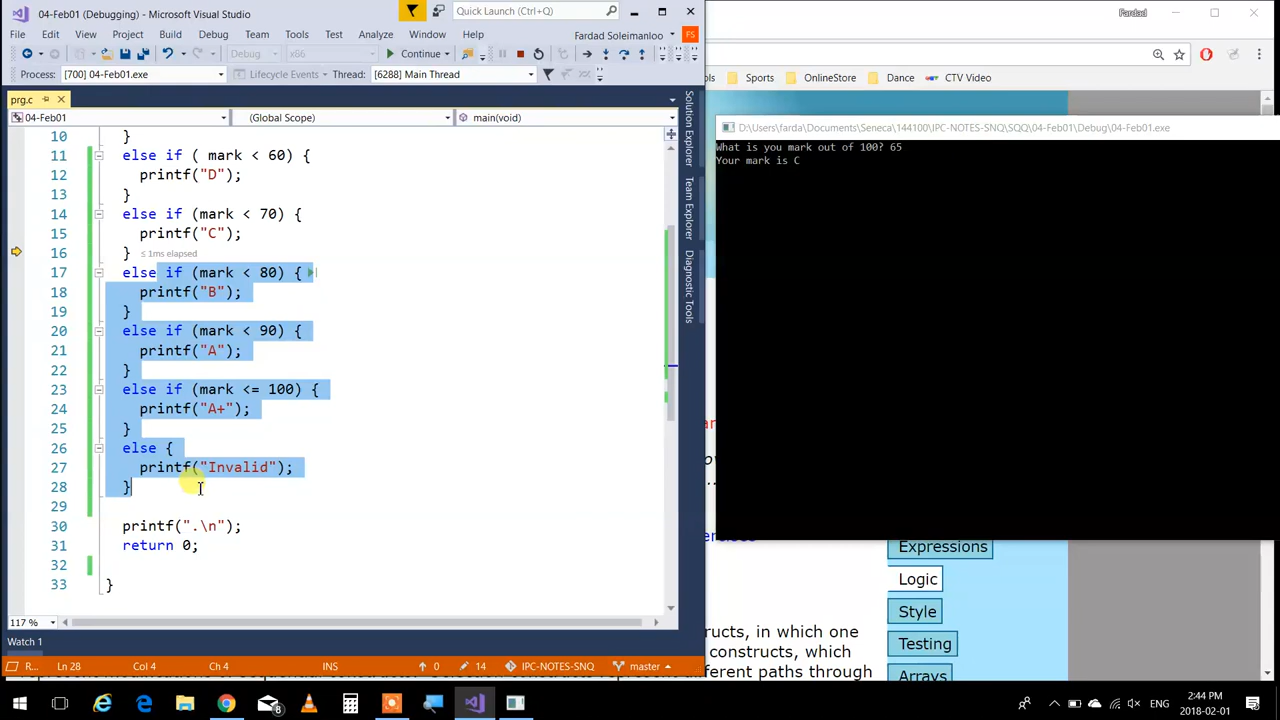 04-Feb01 (Debugging) - Microsoft Visual Studio
Quick Launch (Ctrl+Q)
File Edit View Project Build Debug Team Tools Test Analyze Window Help
Fardad Soleimanloo
FS
Debug x86 Continue
Process: [700] 04-Feb01.exe Lifecycle Events Thread: [6288] Main Thread
prg.c
04-Feb01 (Global Scope) main(void)
10 }
11 else if ( mark < 60) {
12 printf("D");
13 }
14 else if (mark < 70) {
15 printf("C");
16 } ≤ 1ms elapsed
17 else if (mark < 80) {
18 printf("B");
19 }
20 else if (mark < 90) {
21 printf("A");
22 }
23 else if (mark <= 100) {
24 printf("A+");
25 }
26 else {
27 printf("Invalid");
28 }
29
30 printf(".\n");
31 return 0;
32
33 }
117 %
Watch 1
R... Ln 28 Col 4 Ch 4 INS 0 14 IPC-NOTES-SNQ master
Solution Explorer
Team Explorer
Diagnostic Tools
Fardad
Sports OnlineStore Dance CTV Video
D:\Users\farda\Documents\Seneca\144100\IPC-NOTES-SNQ\SQQ\04-Feb01\Debug\04-Feb01.exe
What is you mark out of 100? 65
Your mark is C
Expressions
Logic
Style
Testing
Arrays
ructs, in which one
constructs, which
different paths through
8
ENG
2:44 PM
2018-02-01